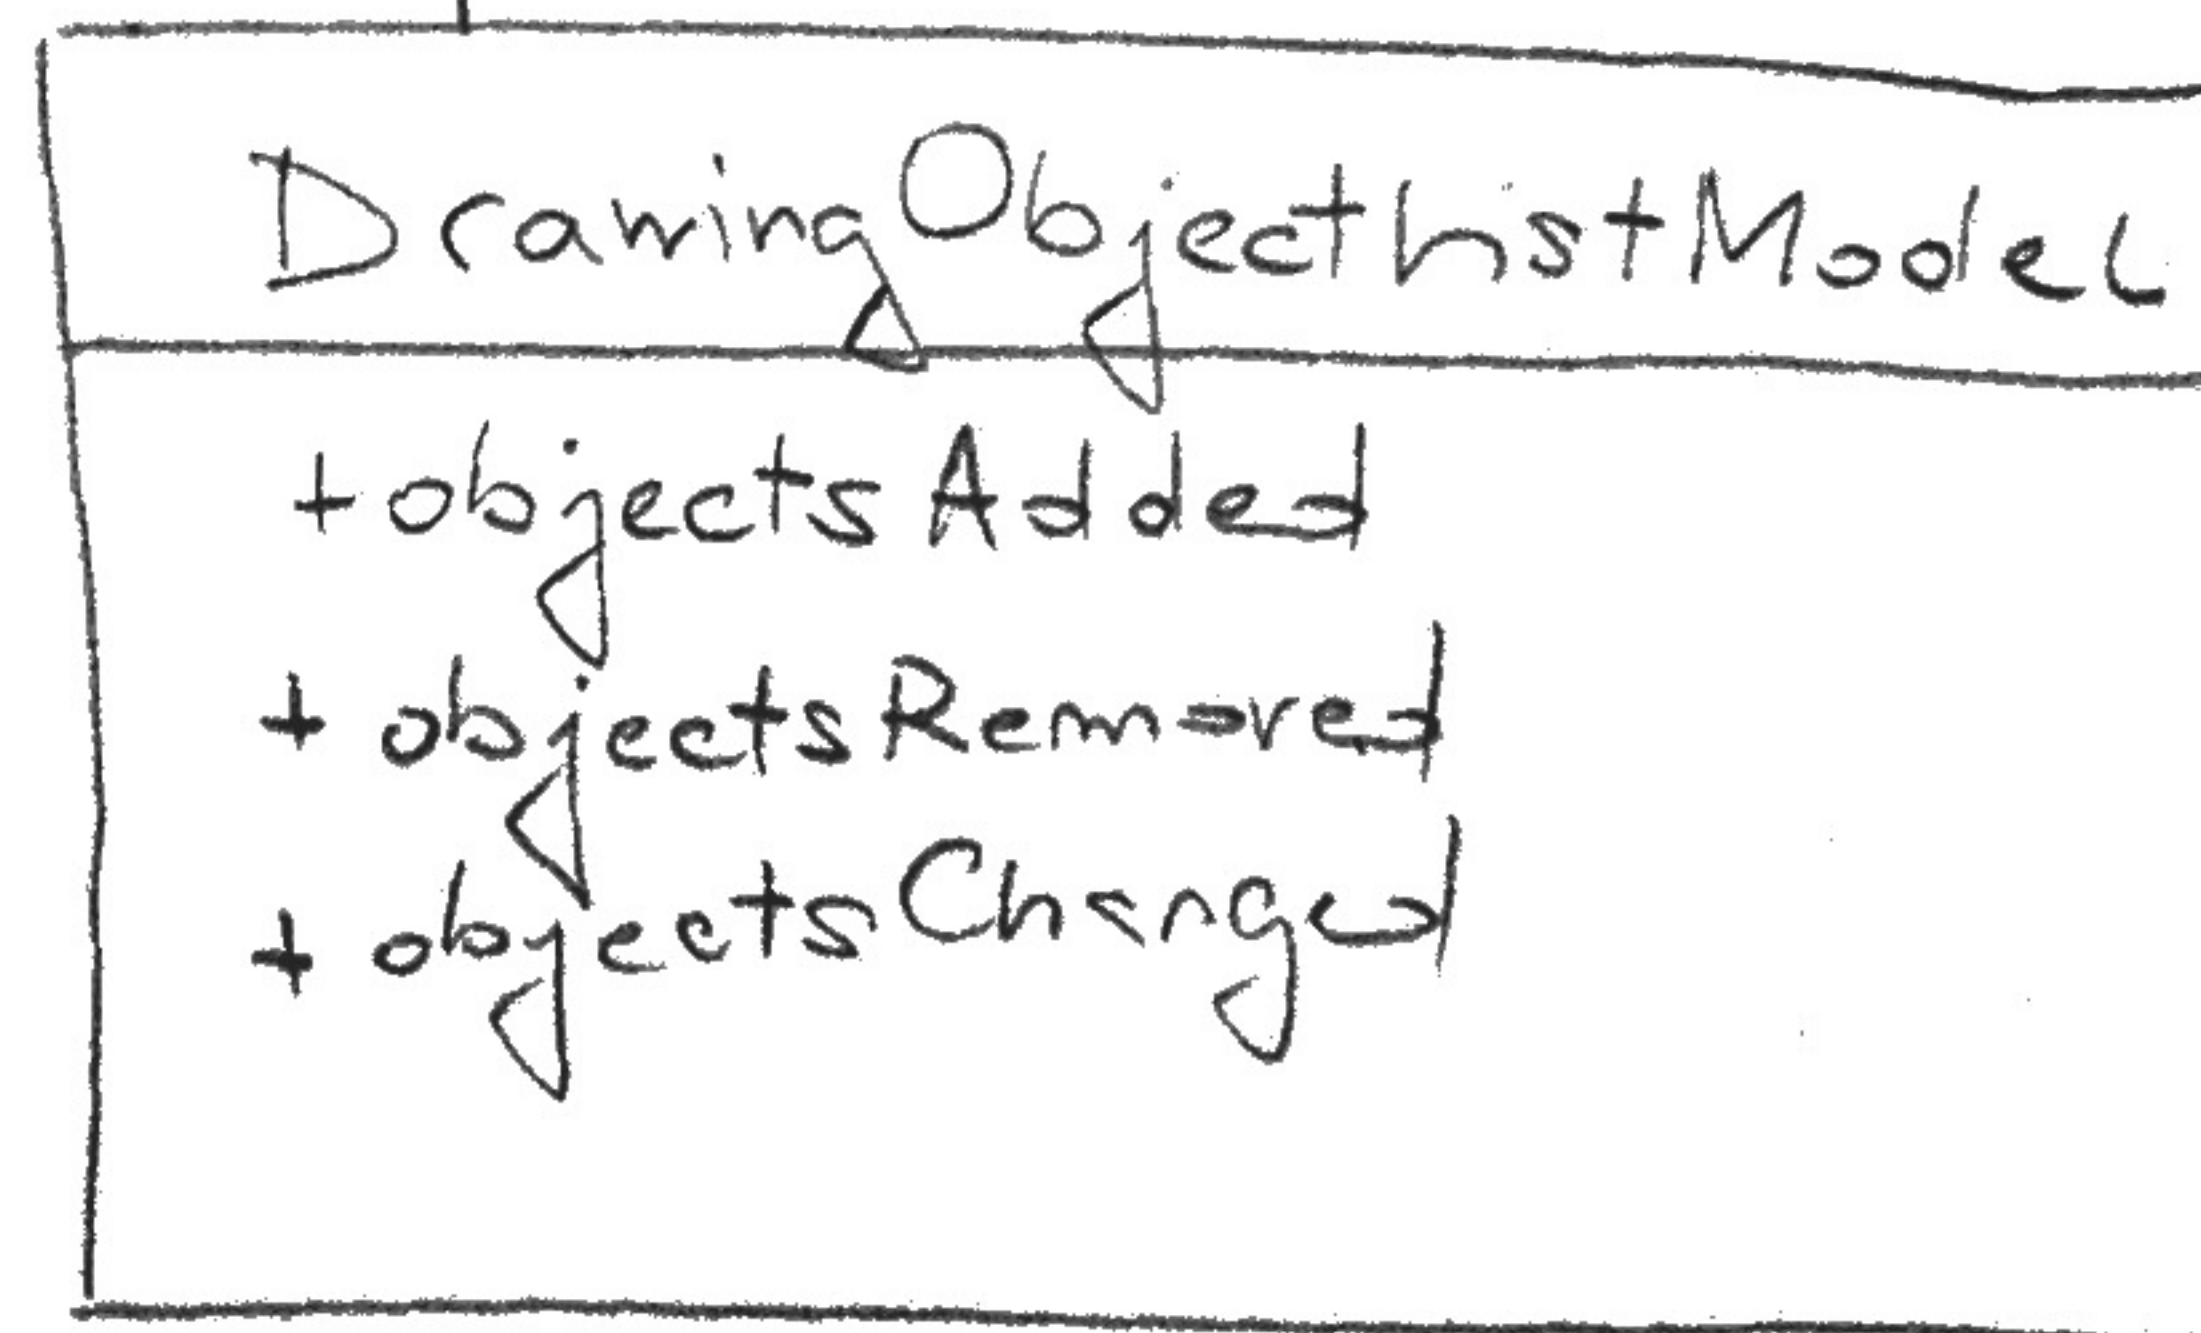 DrawingObjectListModel
+ objectsAdded
+ objectsRemoved
+ objectsChanged